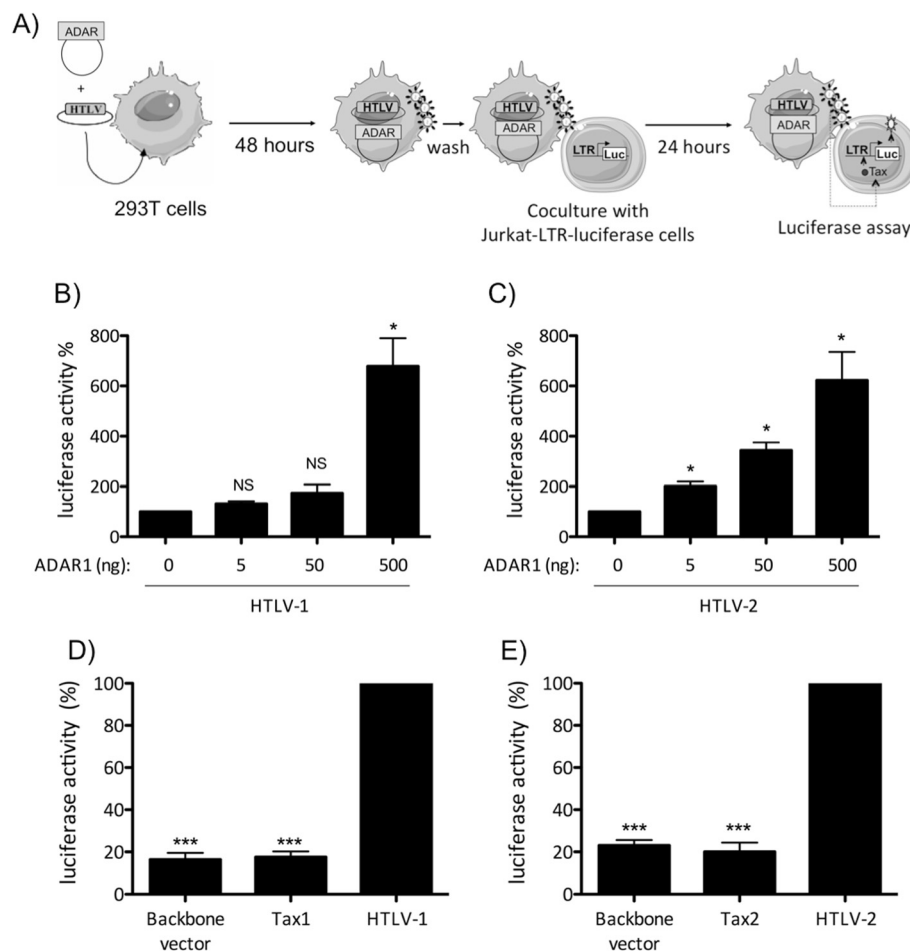 A)
ADAR
+
HTLV
293T cells
48 hours
HTLV
ADAR
wash
HTLV
ADAR
Coculture with
Jurkat-LTR-luciferase cells
24 hours
HTLV
ADAR
LTR Luc
LTR Luc
Tax
Luciferase assay
B)
luciferase activity %
800
600
400
200
0
NS NS *
ADAR1 (ng): 0 5 50 500
HTLV-1
C)
luciferase activity %
800
600
400
200
0
* * *
ADAR1 (ng): 0 5 50 500
HTLV-2
D)
luciferase activity (%)
100
80
60
40
20
0
*** ***
Backbone vector Tax1 HTLV-1
E)
luciferase activity (%)
100
80
60
40
20
0
*** ***
Backbone vector Tax2 HTLV-2